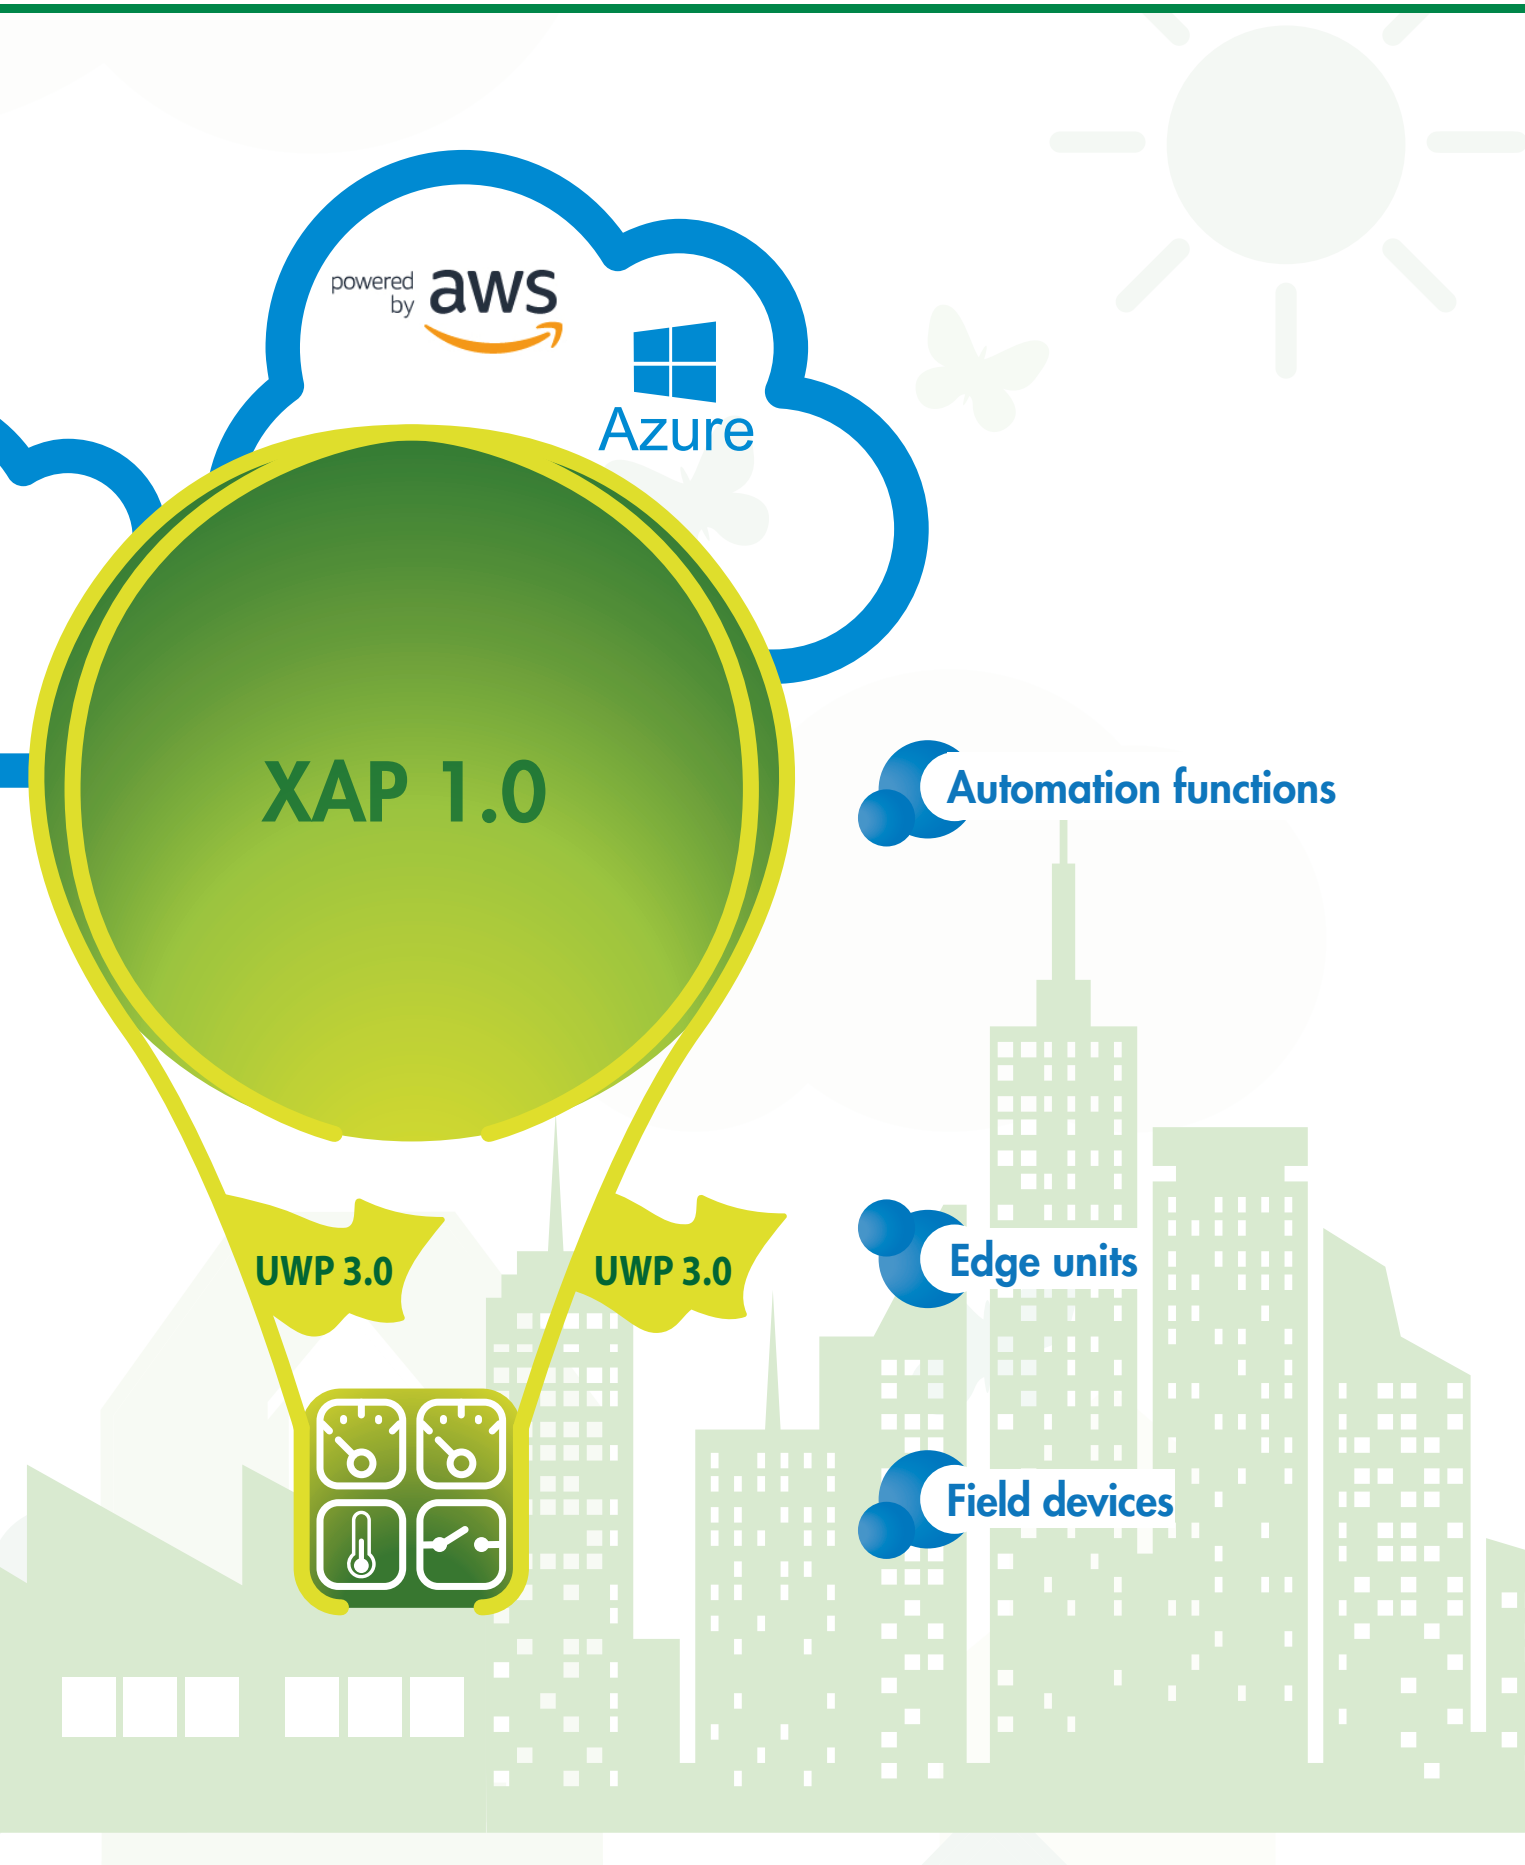 powered
by aws
Azure
XAP 1.0
Automation functions
UWP 3.0
UWP 3.0
Edge units
Field devices